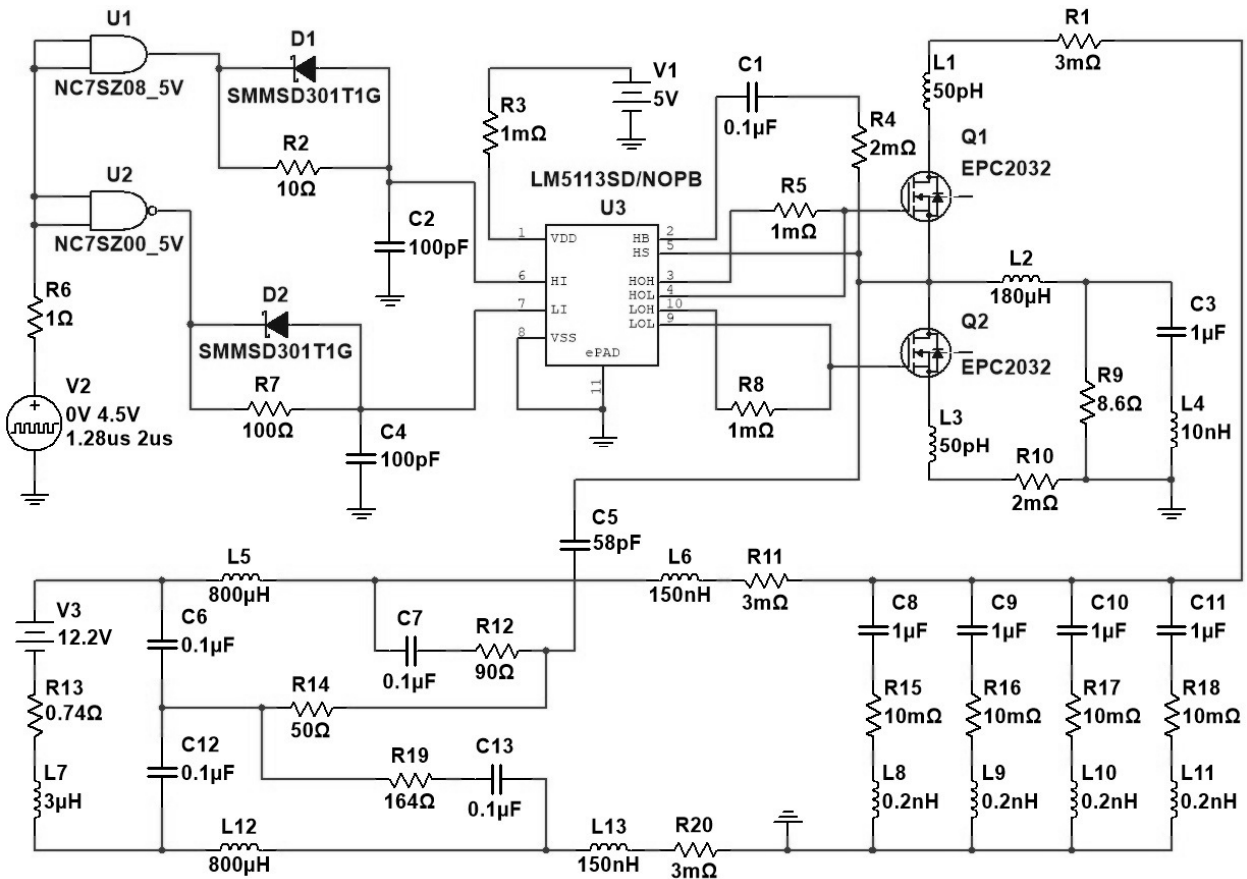 U1
NC7SZ08_5V
D1
SMMSD301T1G
R2
10Ω
U2
NC7SZ00_5V
C2
100pF
R6
1Ω
D2
SMMSD301T1G
R7
100Ω
C4
100pF
V2
+
0V 4.5V
1.28us 2us
R3
1mΩ
V1
5V
LM5113SD/NOPB
U3
1 VDD
6 HI
7 LI
8 VSS
ePAD
11
HB 2
HS 5
HOH 3
HOL 4
LOH 10
LOL 9
C1
0.1µF
R4
2mΩ
R5
1mΩ
R8
1mΩ
R1
3mΩ
L1
50pH
Q1
EPC2032
L2
180µH
Q2
EPC2032
C3
1µF
R9
8.6Ω
L4
10nH
L3
50pH
R10
2mΩ
C5
58pF
L5
800µH
L6
150nH
R11
3mΩ
V3
12.2V
C6
0.1µF
C7
0.1µF
R12
90Ω
R13
0.74Ω
R14
50Ω
L7
3µH
C12
0.1µF
R19
164Ω
C13
0.1µF
L12
800µH
L13
150nH
R20
3mΩ
C8
1µF
C9
1µF
C10
1µF
C11
1µF
R15
10mΩ
R16
10mΩ
R17
10mΩ
R18
10mΩ
L8
0.2nH
L9
0.2nH
L10
0.2nH
L11
0.2nH